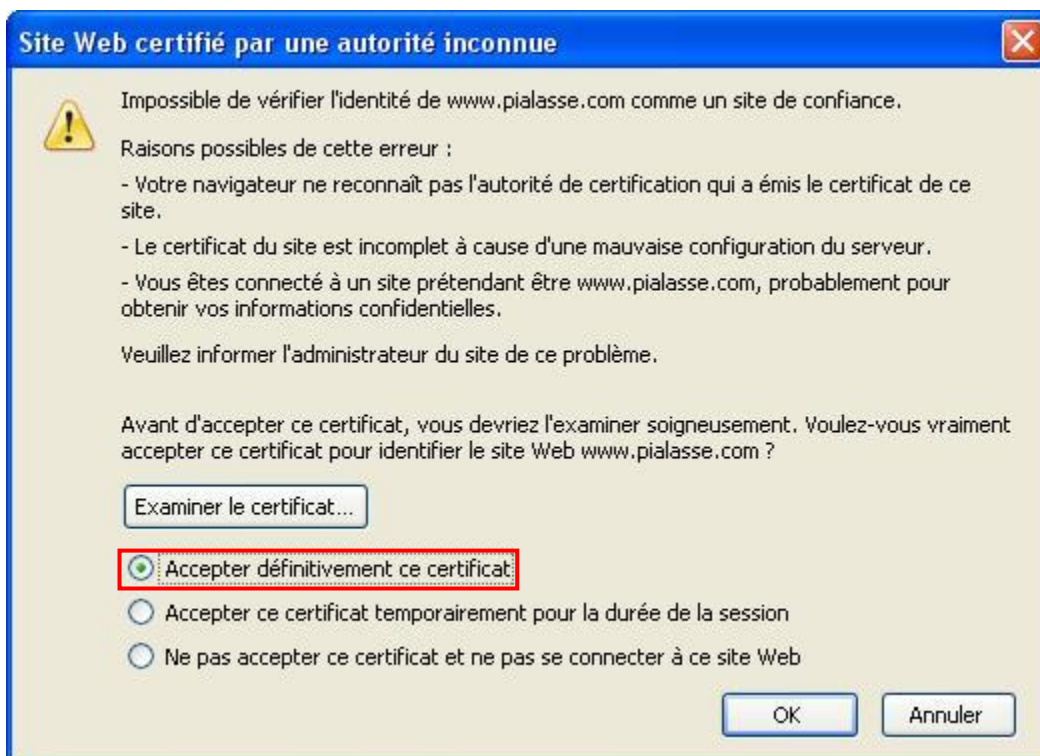 Site Web certifié par une autorité inconnue
Impossible de vérifier l'identité de www.pialasse.com comme un site de confiance.
Raisons possibles de cette erreur :
- Votre navigateur ne reconnaît pas l'autorité de certification qui a émis le certificat de ce
site.
- Le certificat du site est incomplet à cause d'une mauvaise configuration du serveur.
- Vous êtes connecté à un site prétendant être www.pialasse.com, probablement pour
obtenir vos informations confidentielles.
Veuillez informer l'administrateur du site de ce problème.
Avant d'accepter ce certificat, vous devriez l'examiner soigneusement. Voulez-vous vraiment
accepter ce certificat pour identifier le site Web www.pialasse.com ?
Examiner le certificat...
Accepter définitivement ce certificat
Accepter ce certificat temporairement pour la durée de la session
Ne pas accepter ce certificat et ne pas se connecter à ce site Web
OK Annuler